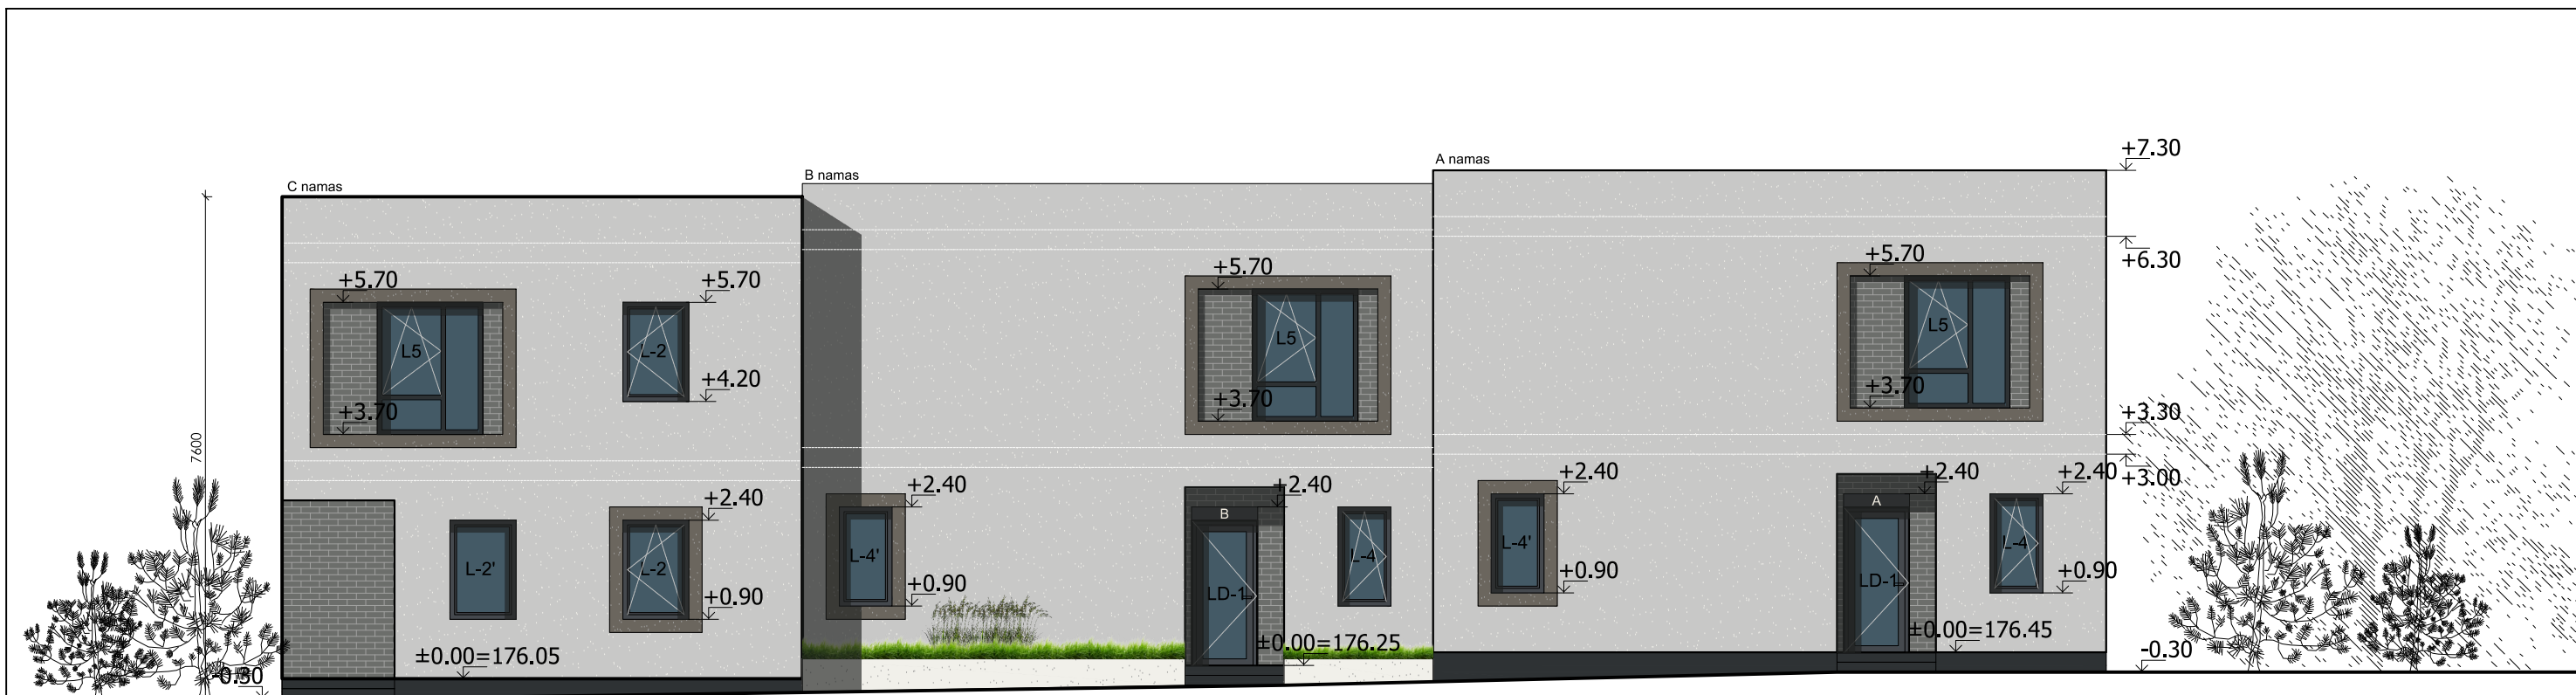 +7.30
A namas
B namas
C namas
+6.30
+5.70
+5.70
+5.70
+5.70
L5
L-2
L5
L5
+4.20
+3.70
+3.70
+3.70
+3.30
7600
+3.00
+2.40
+2.40
+2.40
+2.40
+2.40
+2.40
B
A
L-2'
L-2
L-4'
LD-1
L-4
L-4'
LD-1
L-4
+0.90
+0.90
+0.90
+0.90
±0.00=176.05
±0.00=176.25
±0.00=176.45
-0.30
-0.30